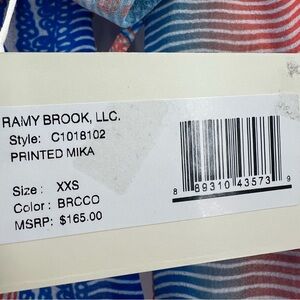 RAMY BROOK, LLC.
Style: C1018102
PRINTED MIKA
Size: XXS
Color: BRCCO
MSRP: $165.00
8 89310 43573 9